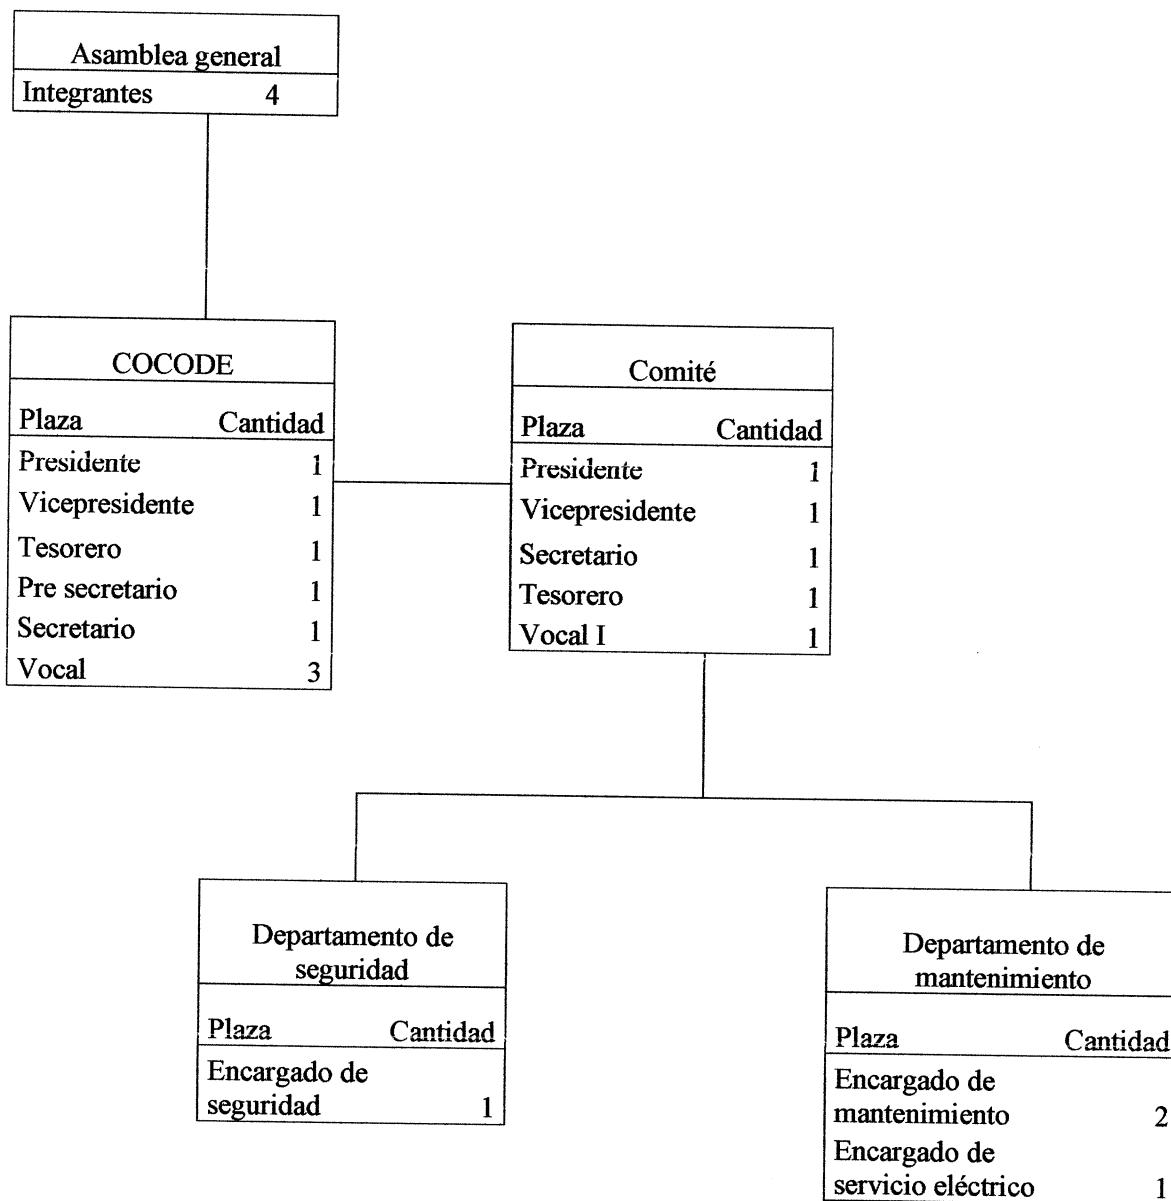 Asamblea general
Integrantes 4
COCODE
Plaza Cantidad
Presidente 1
Vicepresidente 1
Tesorero 1
Pre secretario 1
Secretario 1
Vocal 3
Comité
Plaza Cantidad
Presidente 1
Vicepresidente 1
Secretario 1
Tesorero 1
Vocal I 1
Departamento de
seguridad
Plaza Cantidad
Encargado de
seguridad 1
Departamento de
mantenimiento
Plaza Cantidad
Encargado de
mantenimiento 2
Encargado de
servicio eléctrico 1